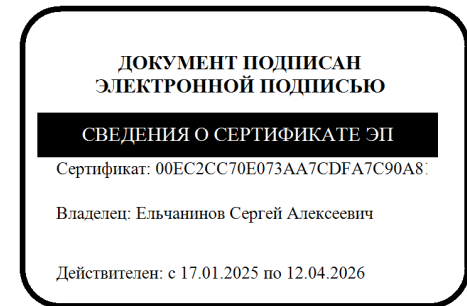 ДОКУМЕНТ ПОДПИСАН
ЭЛЕКТРОННОЙ ПОДПИСЬЮ
СВЕДЕНИЯ О СЕРТИФИКАТЕ ЭП
Сертификат: 00EC2CC70E073AA7CDFA7C90A81
Владелец: Ельчанинов Сергей Алексеевич
Действителен: с 17.01.2025 по 12.04.2026